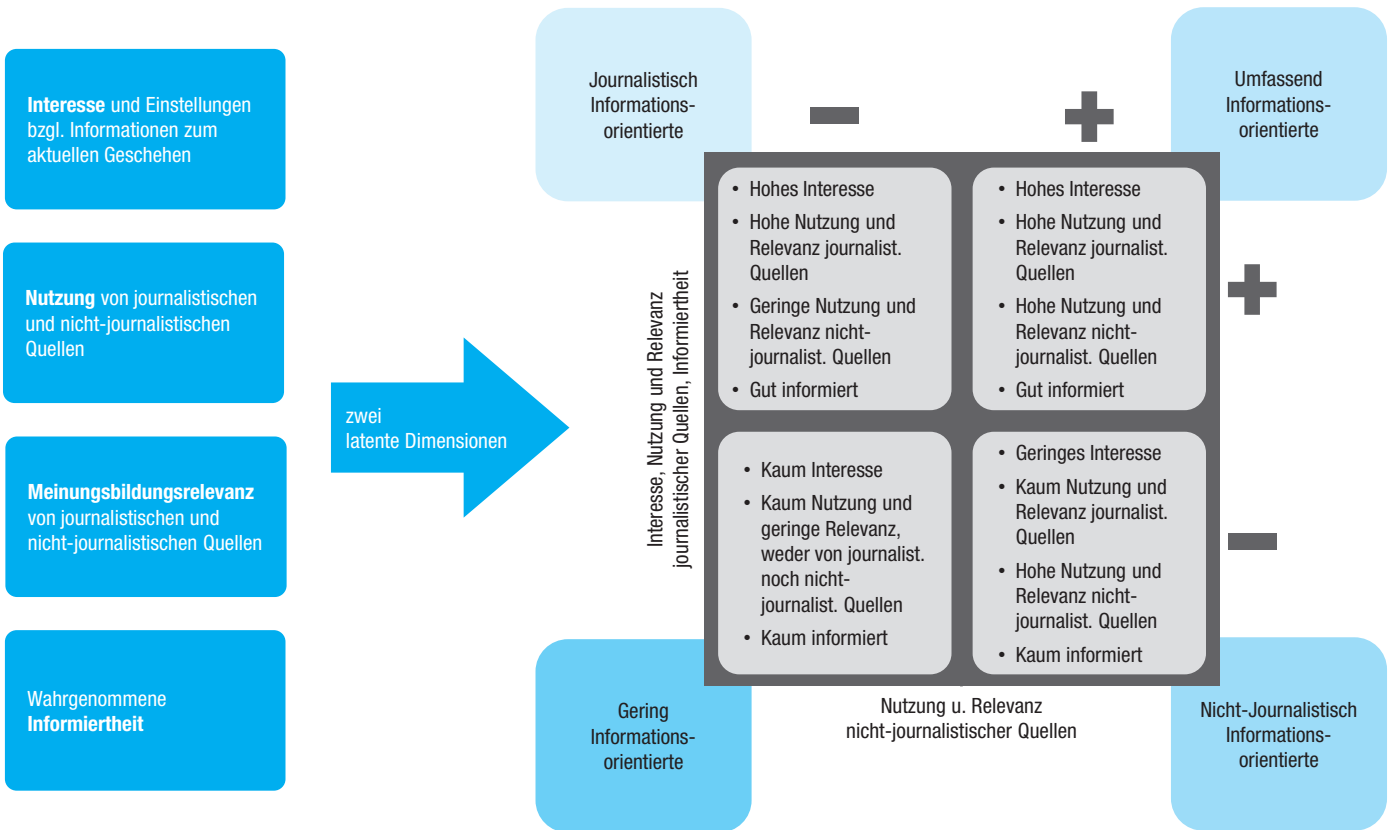 Interesse und Einstellungen
bzgl. Informationen zum
aktuellen Geschehen
Nutzung von journalistischen
und nicht-journalistischen
Quellen
Meinungsbildungsrelevanz
von journalistischen und
nicht-journalistischen Quellen
Wahrgenommene
Informiertheit
zwei
latente Dimensionen
Journalistisch
Informations-
orientierte
Umfassend
Informations-
orientierte
Interesse, Nutzung und Relevanz
journalistischer Quellen, Informiertheit
• Hohes Interesse
• Hohe Nutzung und
Relevanz journalist.
Quellen
• Geringe Nutzung und
Relevanz nicht-
journalist. Quellen
• Gut informiert
• Hohes Interesse
• Hohe Nutzung und
Relevanz journalist.
Quellen
• Hohe Nutzung und
Relevanz nicht-
journalist. Quellen
• Gut informiert
• Kaum Interesse
• Kaum Nutzung und
geringe Relevanz,
weder von journalist.
noch nicht-
journalist. Quellen
• Kaum informiert
• Geringes Interesse
• Kaum Nutzung und
Relevanz journalist.
Quellen
• Hohe Nutzung und
Relevanz nicht-
journalist. Quellen
• Kaum informiert
Gering
Informations-
orientierte
Nutzung u. Relevanz
nicht-journalistischer Quellen
Nicht-Journalistisch
Informations-
orientierte